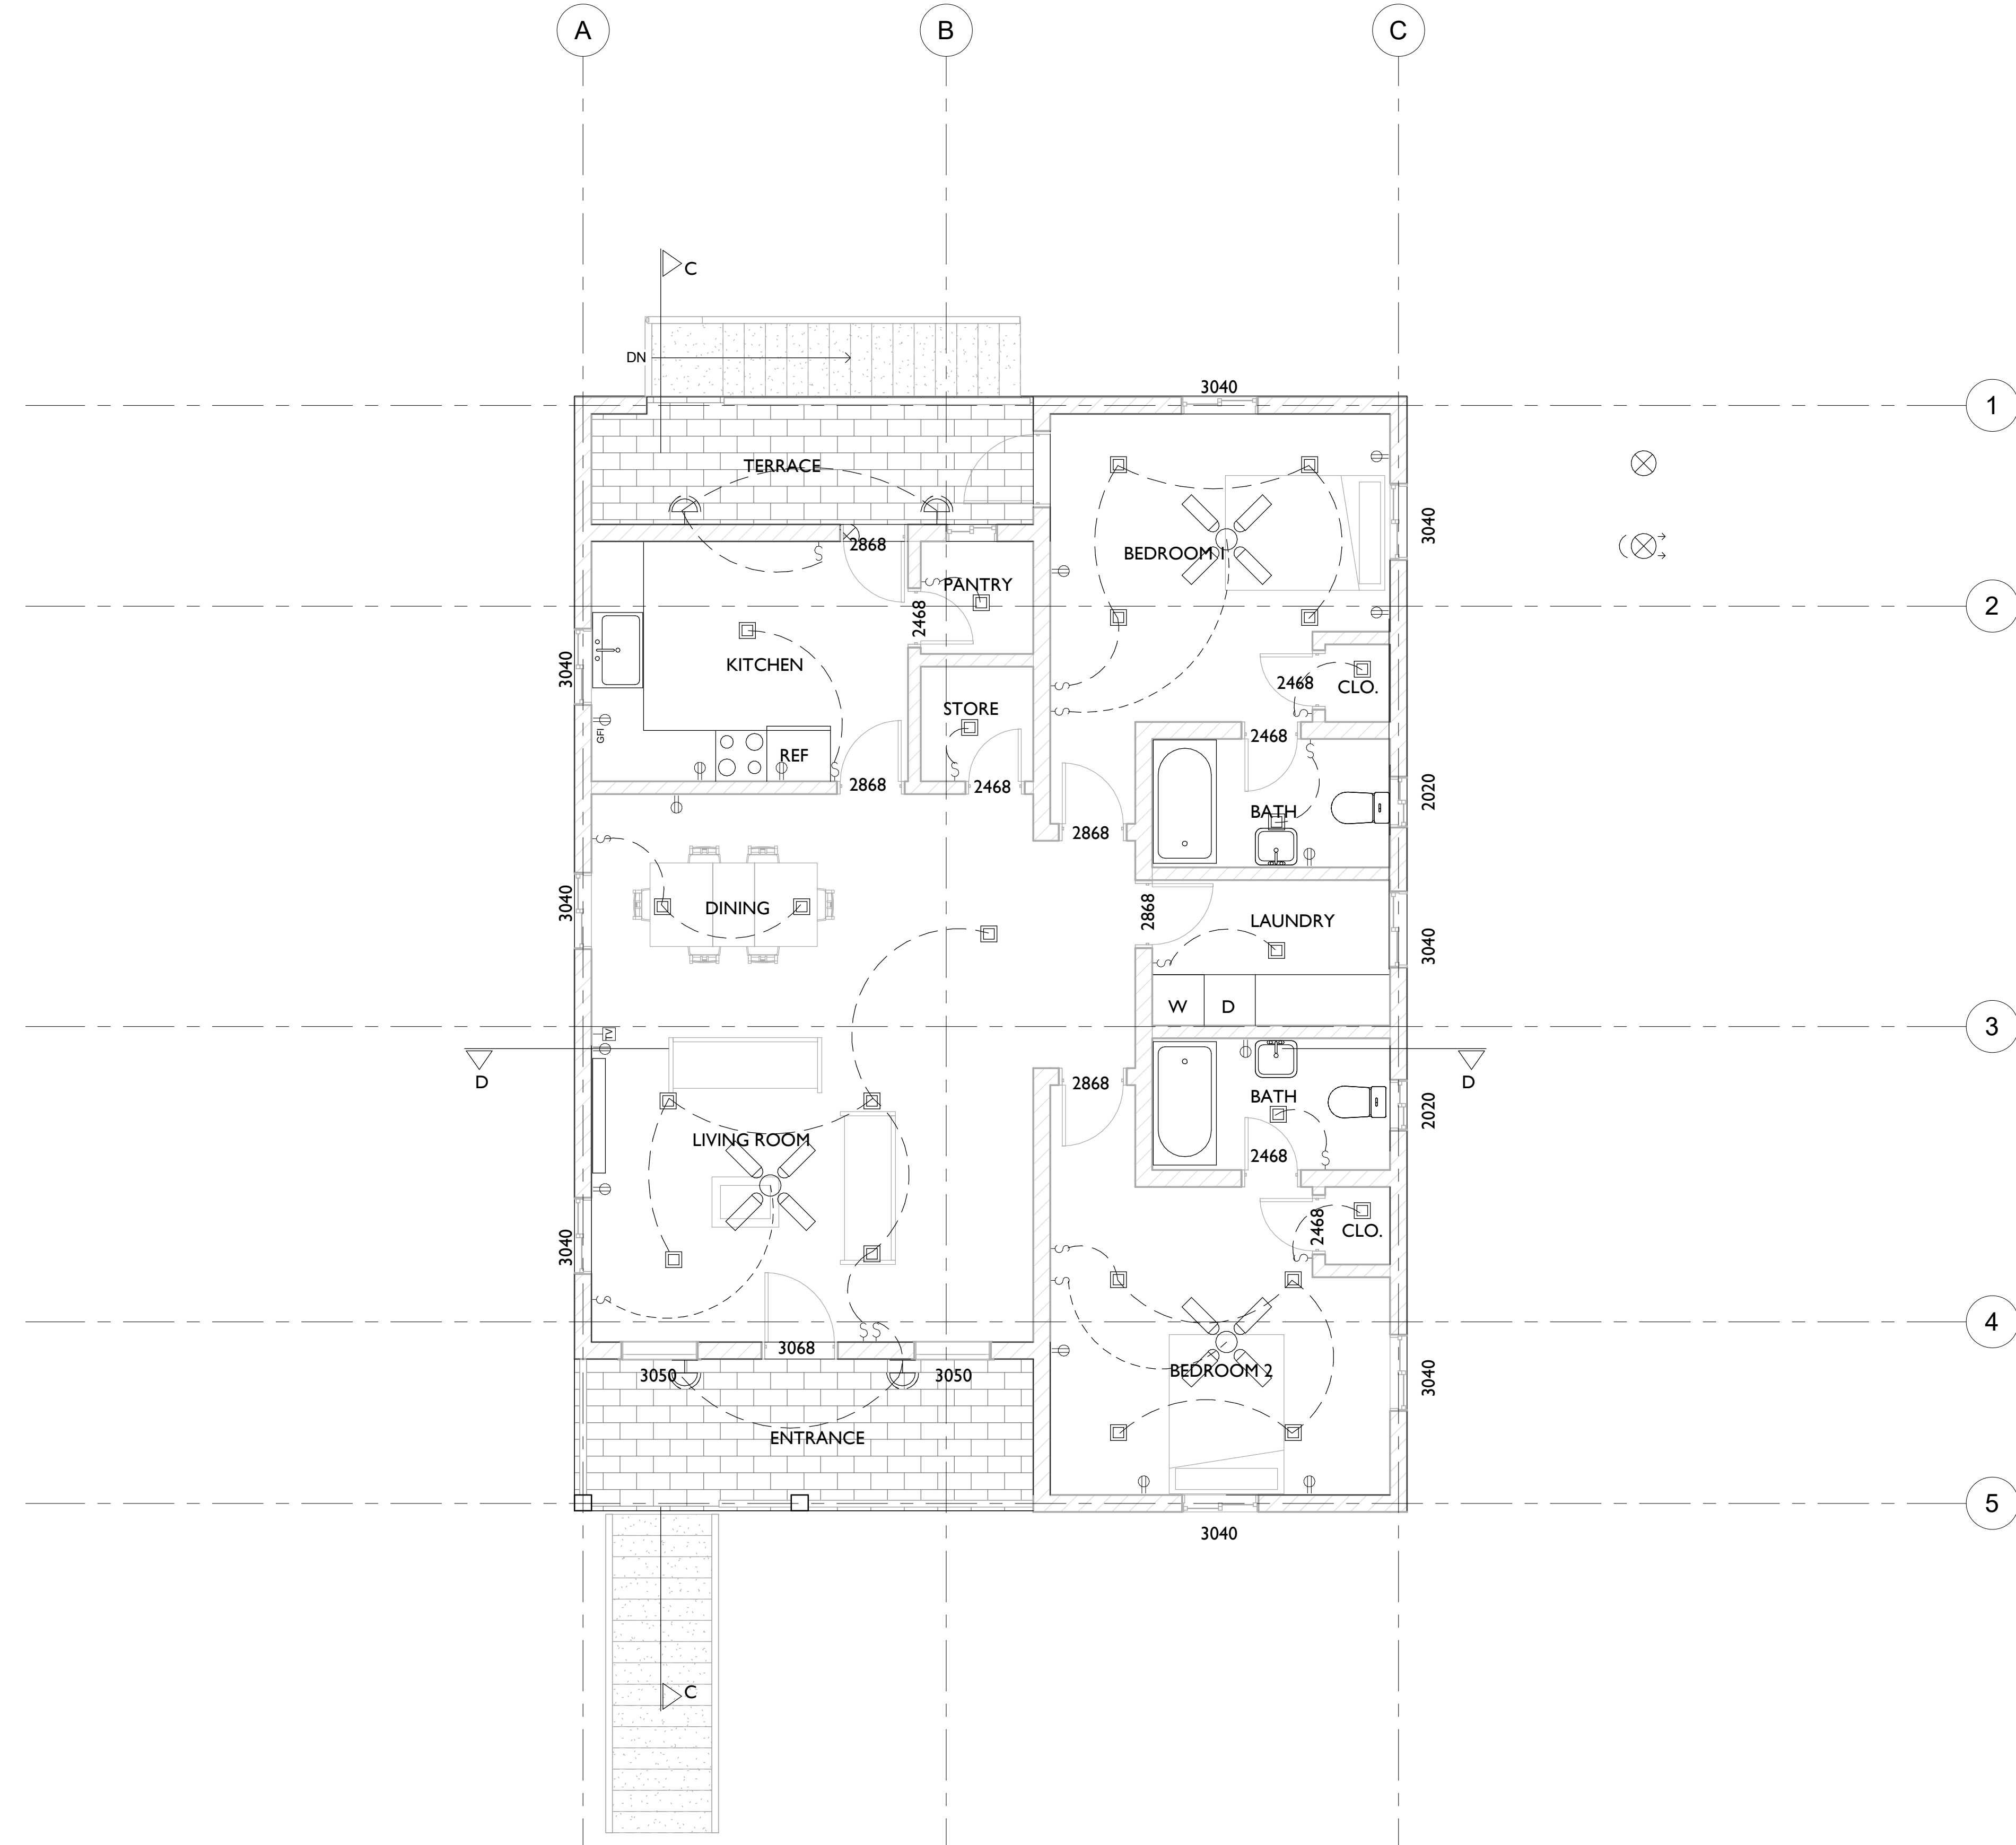 A
B
C
C
DN
3040
1
TERRACE
3040
2868
BEDROOM 1
PANTRY
2468
2
KITCHEN
3040
2468
CLO.
STORE
GFI
2468
REF
2868
2468
2020
BATH
2868
DINING
3040
2868
LAUNDRY
3040
W
D
TV
3
D
2868
D
BATH
2020
LIVING ROOM
2468
2468
CLO.
3040
4
3068
3050
3050
BEDROOM 2
3040
ENTRANCE
5
3040
C